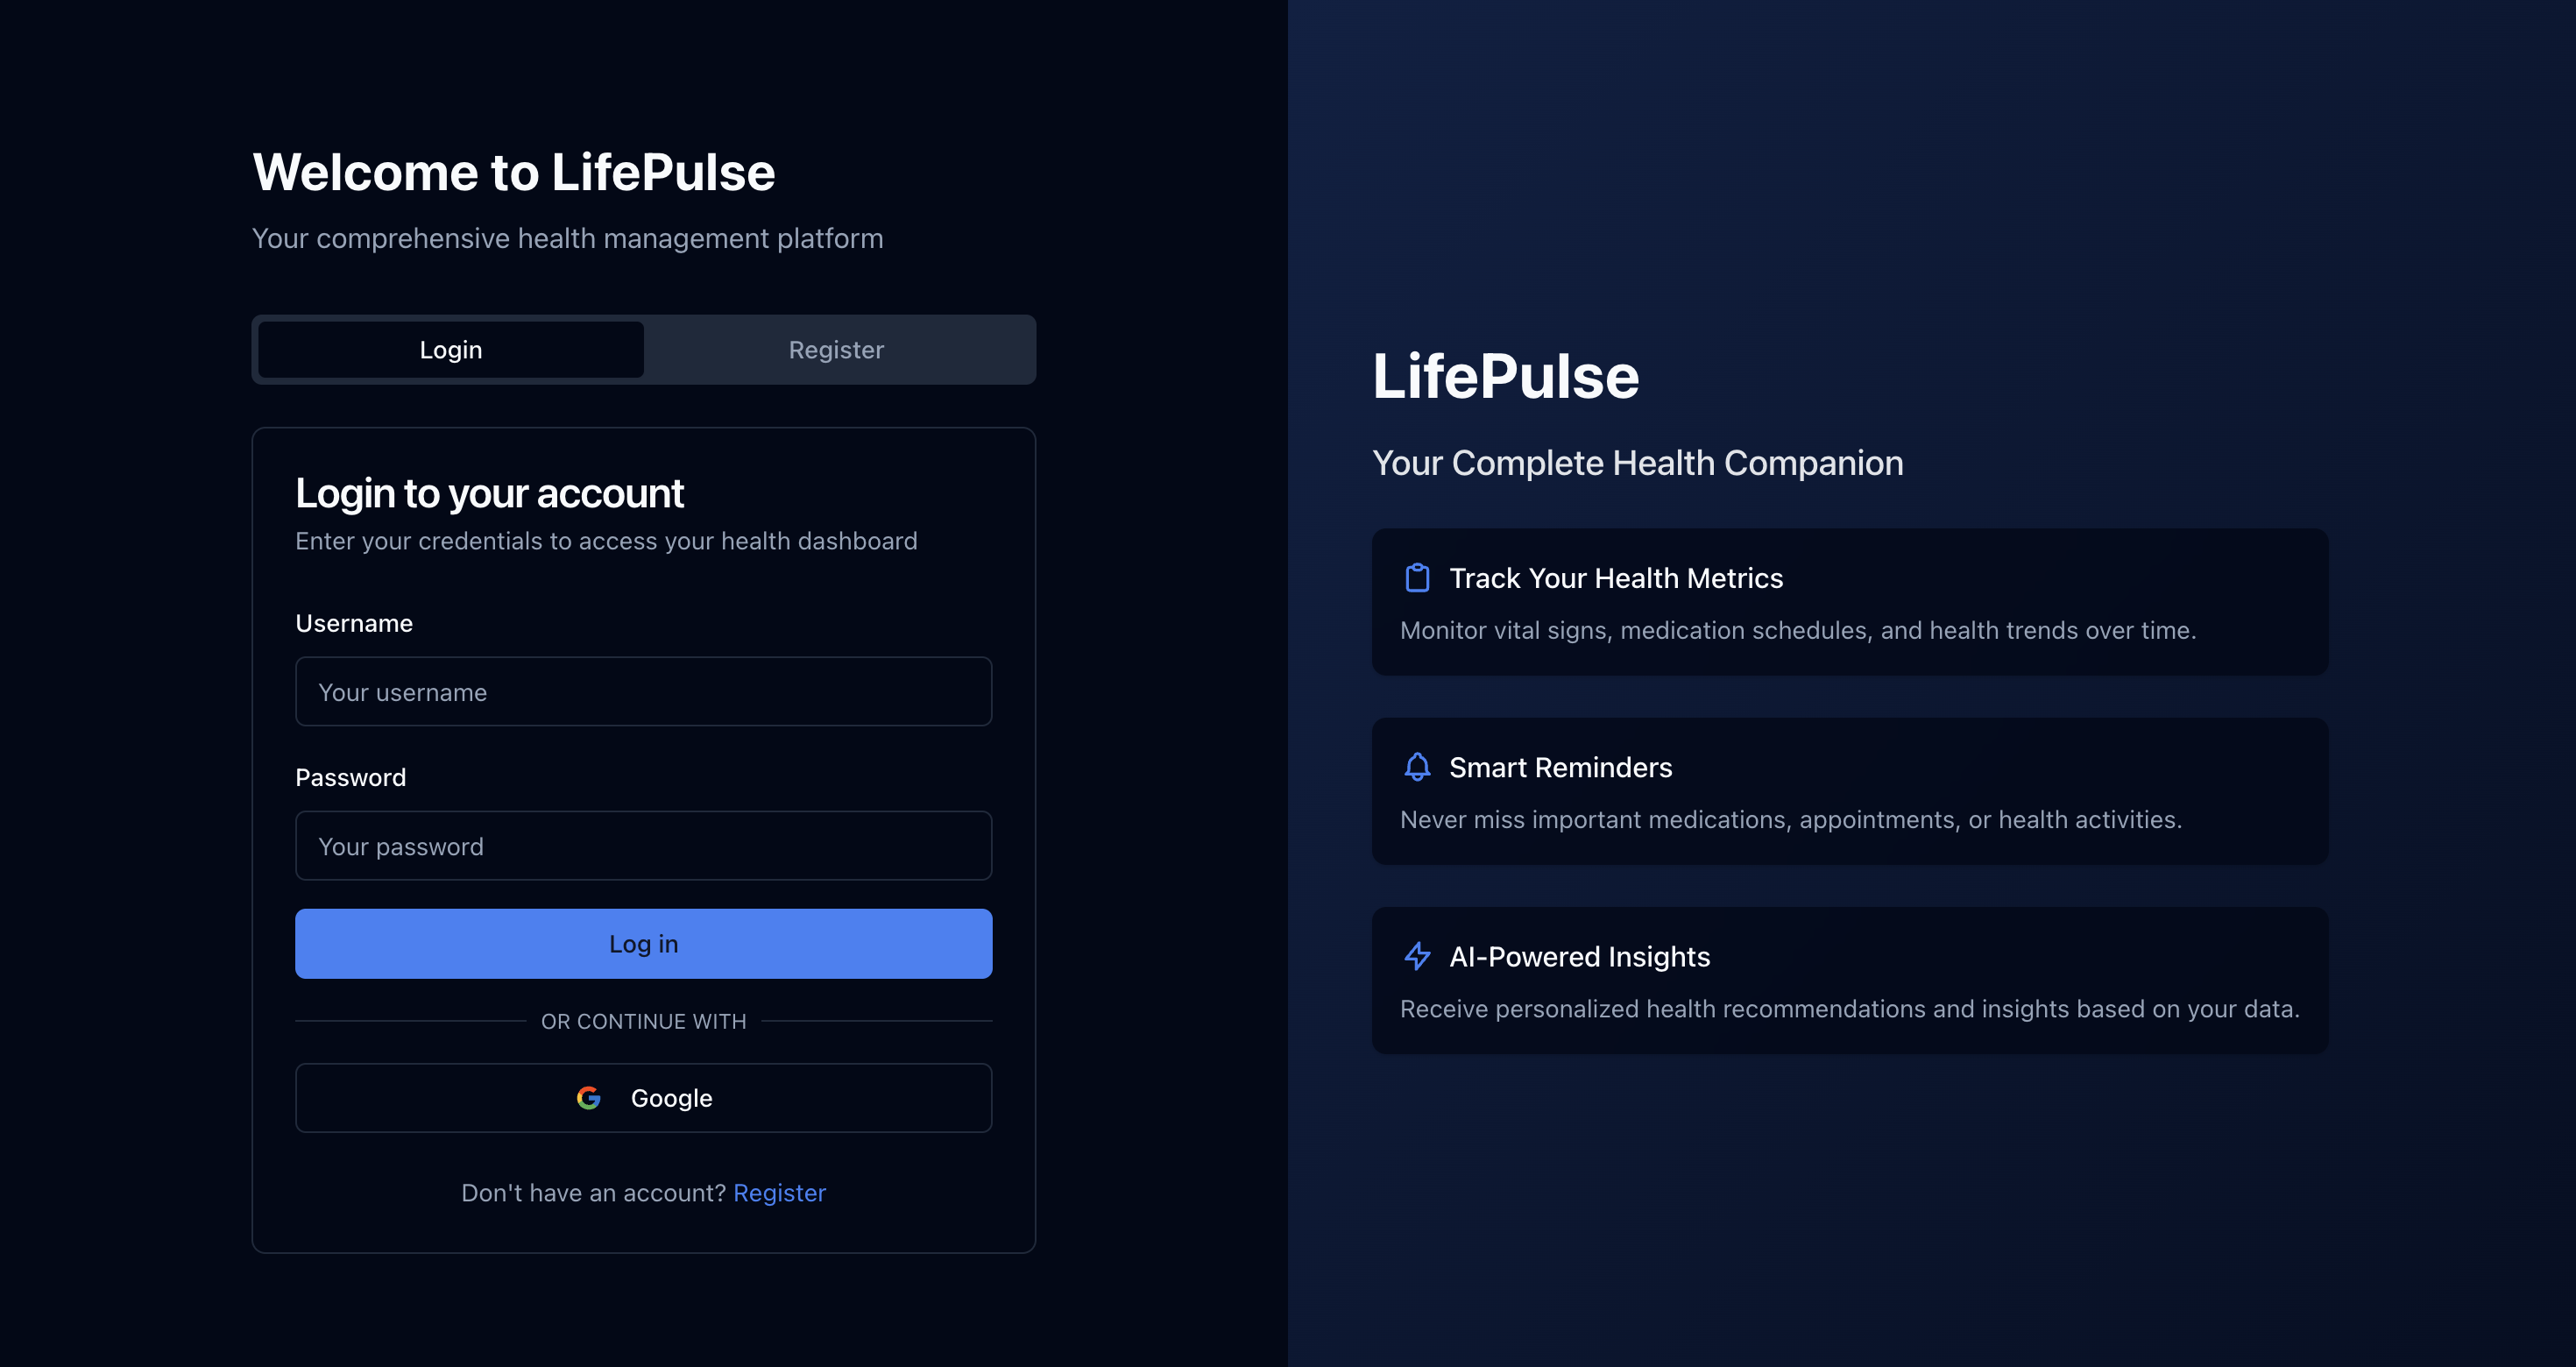 Welcome to LifePulse
Your comprehensive health management platform
Login
Register
Login to your account
Enter your credentials to access your health dashboard
Username
Your username
Password
Your password
Log in
OR CONTINUE WITH
Google
Don't have an account? Register
LifePulse
Your Complete Health Companion
Track Your Health Metrics
Monitor vital signs, medication schedules, and health trends over time.
Smart Reminders
Never miss important medications, appointments, or health activities.
AI-Powered Insights
Receive personalized health recommendations and insights based on your data.